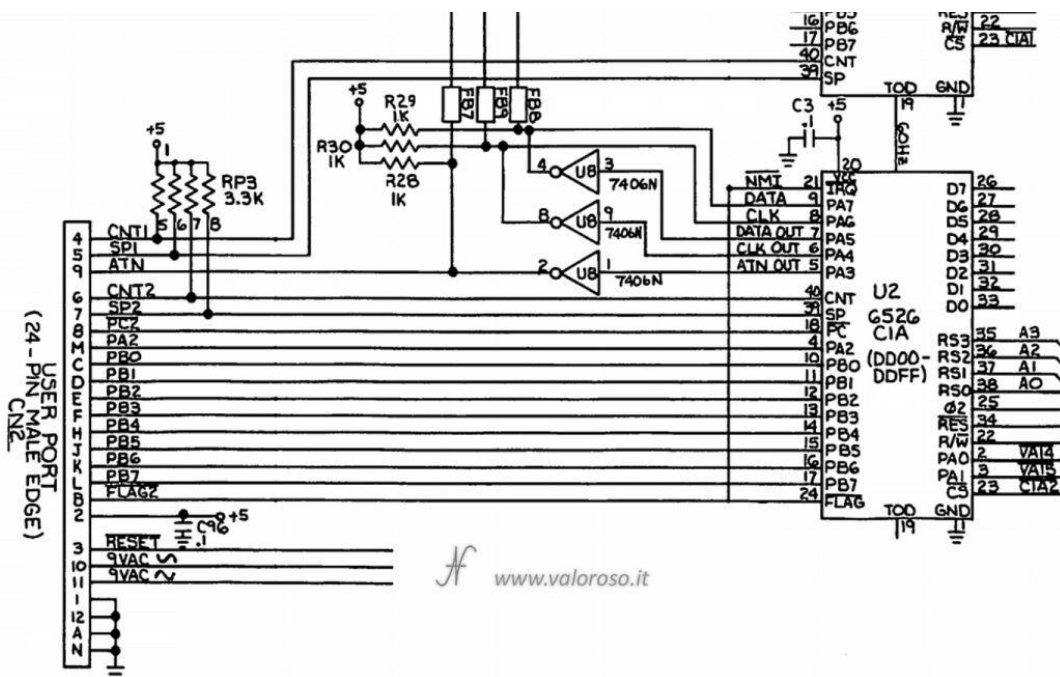 16 PB6
17 PB7
40 CNT
39 SP
R/W 22
CS 23 CIA1
TOD GND
19 1
+5
R29
1K
R30
1K
R28
1K
FB7
FB9
FB8
C3
.1
+5
60HZ
+5
1
RP3
3.3K
5 6 7 8
4 U8 3
7406N
8 U8 9
7406N
2 U8 1
7406N
20
VCC
NMI 21 IRQ
DATA 9 PA7
CLK 8 PA6
DATA OUT 7 PA5
CLK OUT 6 PA4
ATN OUT 5 PA3
40 CNT
39 SP
18 PC
4 PA2
10 PB0
11 PB1
12 PB2
13 PB3
14 PB4
15 PB5
16 PB6
17 PB7
24 FLAG
U2
6526
CIA
(DD00-
DDFF)
D7 26
D6 27
D5 28
D4 29
D3 30
D2 31
D1 32
D0 33
RS3 35 A3
RS2 36 A2
RS1 37 A1
RS0 38 A0
Ø2 25
RES 34
R/W 22
PA0 2 VA14
PA1 3 VA15
CS 23 CIA2
TOD GND
19 1
4 CNT1
5 SP1
9 ATN
6 CNT2
7 SP2
8 PC2
M PA2
C PB0
D PB1
E PB2
F PB3
H PB4
J PB5
K PB6
L PB7
B FLAG2
2 +5
C96
.1
3 RESET
10 9VAC
11 9VAC
1
12
A
N
USER PORT
(24-PIN MALE EDGE)
CN2
www.valoroso.it